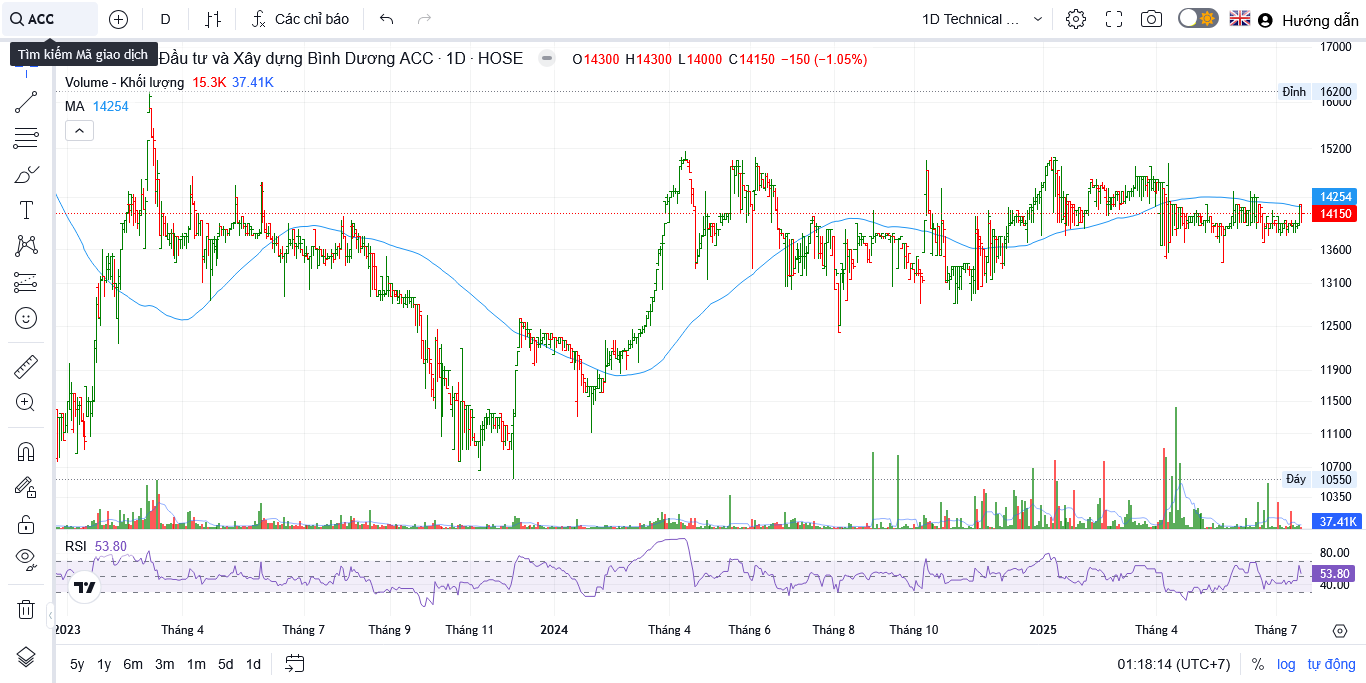 ACC
D
Các chỉ báo
1D Technical ...
Hướng dẫn
Tìm kiếm Mã giao dịch
Đầu tư và Xây dựng Bình Dương ACC · 1D · HOSE
O14300 H14300 L14000 C14150 −150 (−1.05%)
Volume - Khối lượng 15.3K 37.41K
MA 14254
17000
Đỉnh 16200
16000
15200
14254
14150
13600
13100
12500
11900
11500
11100
10700
Đáy 10550
10350
37.41K
RSI 53.80
80.00
53.80
40.00
2023 Tháng 4 Tháng 7 Tháng 9 Tháng 11 2024 Tháng 4 Tháng 6 Tháng 8 Tháng 10 2025 Tháng 4 Tháng 7
5y 1y 6m 3m 1m 5d 1d
01:18:14 (UTC+7) % log tự động